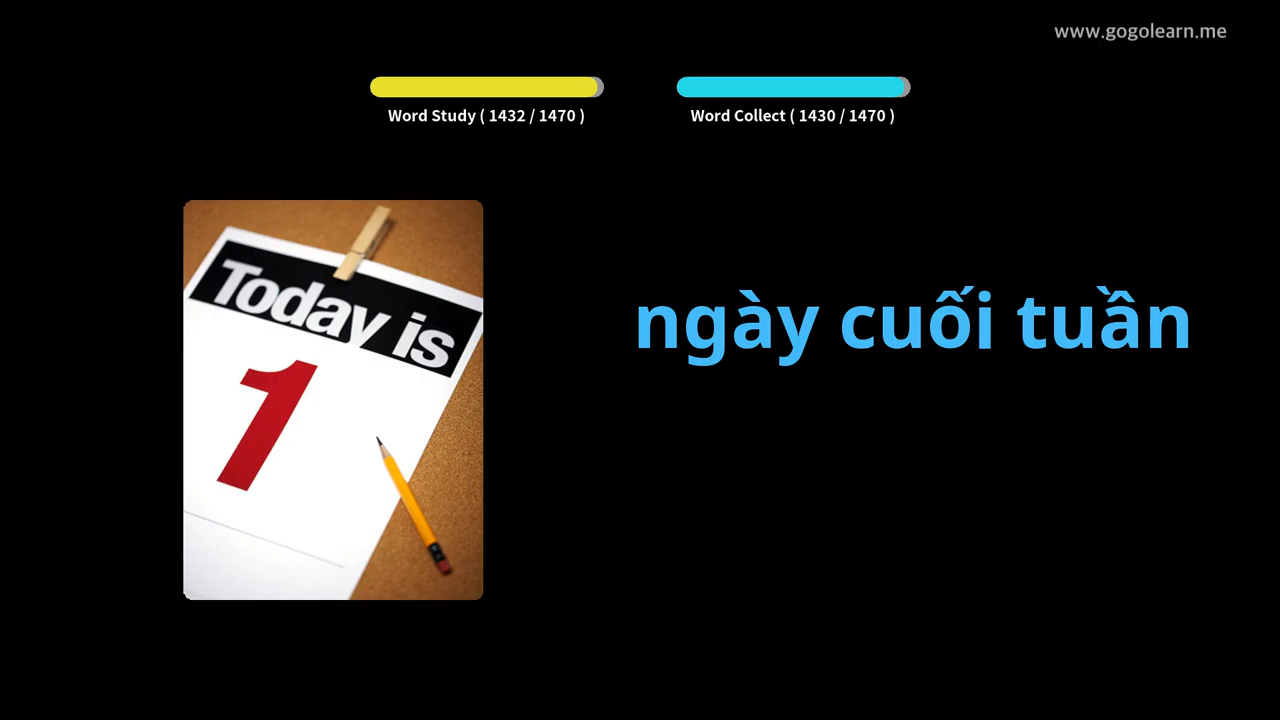 www.gogolearn.me
Word Study ( 1432 / 1470 )
Word Collect ( 1430 / 1470 )
Today is
1
ngày cuối tuần